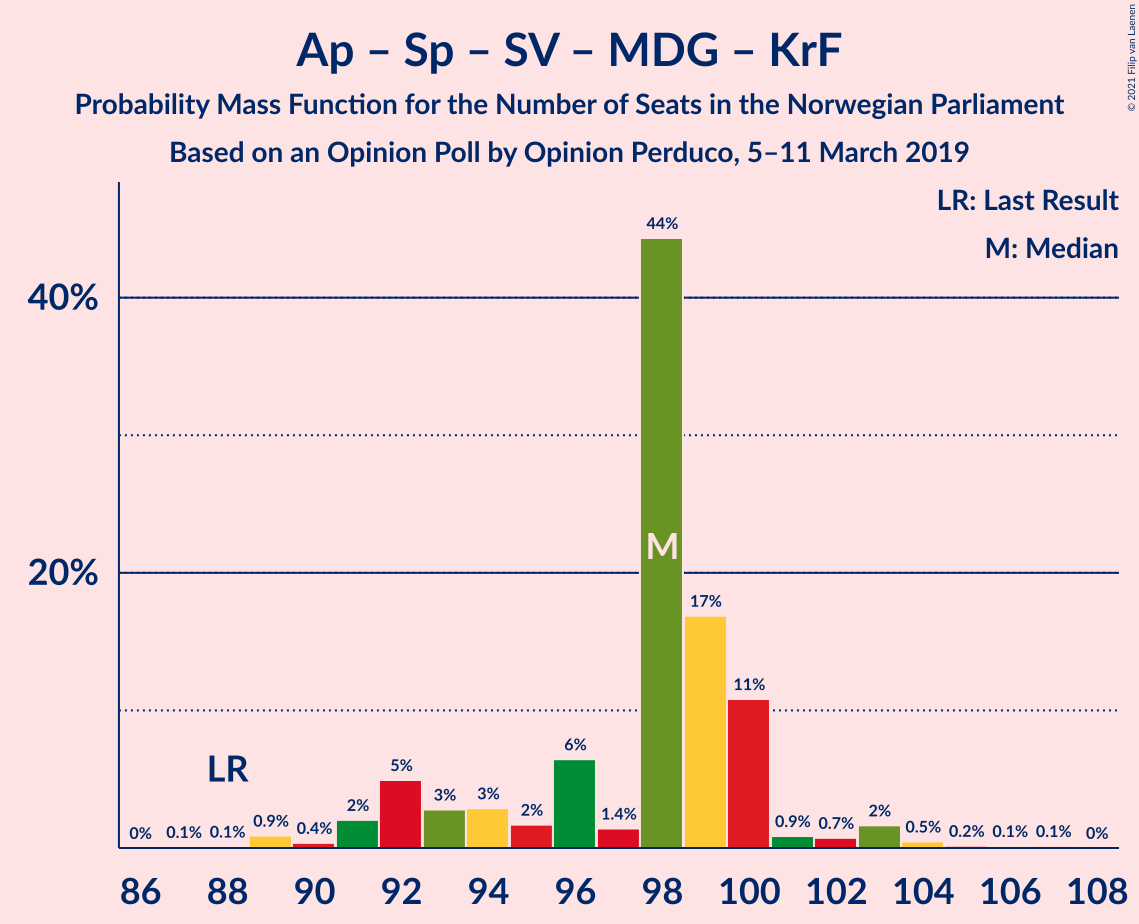 Ap – Sp – SV – MDG – KrF
Probability Mass Function for the Number of Seats in the Norwegian Parliament
Based on an Opinion Poll by Opinion Perduco, 5–11 March 2019
© 2021 Filip van Laenen
LR: Last Result
M: Median
40%
20%
LR
M
0% 0.1% 0.1% 0.9% 0.4% 2% 5% 3% 3% 2% 6% 1.4% 44% 17% 11% 0.9% 0.7% 2% 0.5% 0.2% 0.1% 0.1% 0%
86 88 90 92 94 96 98 100 102 104 106 108